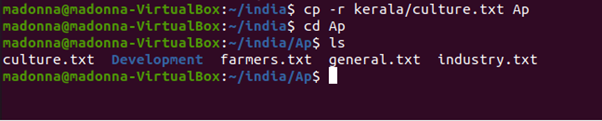 madonna@madonna-VirtualBox:~/india$ cp -r kerala/culture.txt Ap
madonna@madonna-VirtualBox:~/india$ cd Ap
madonna@madonna-VirtualBox:~/india/Ap$ ls
culture.txt  Development  farmers.txt  general.txt  industry.txt
madonna@madonna-VirtualBox:~/india/Ap$